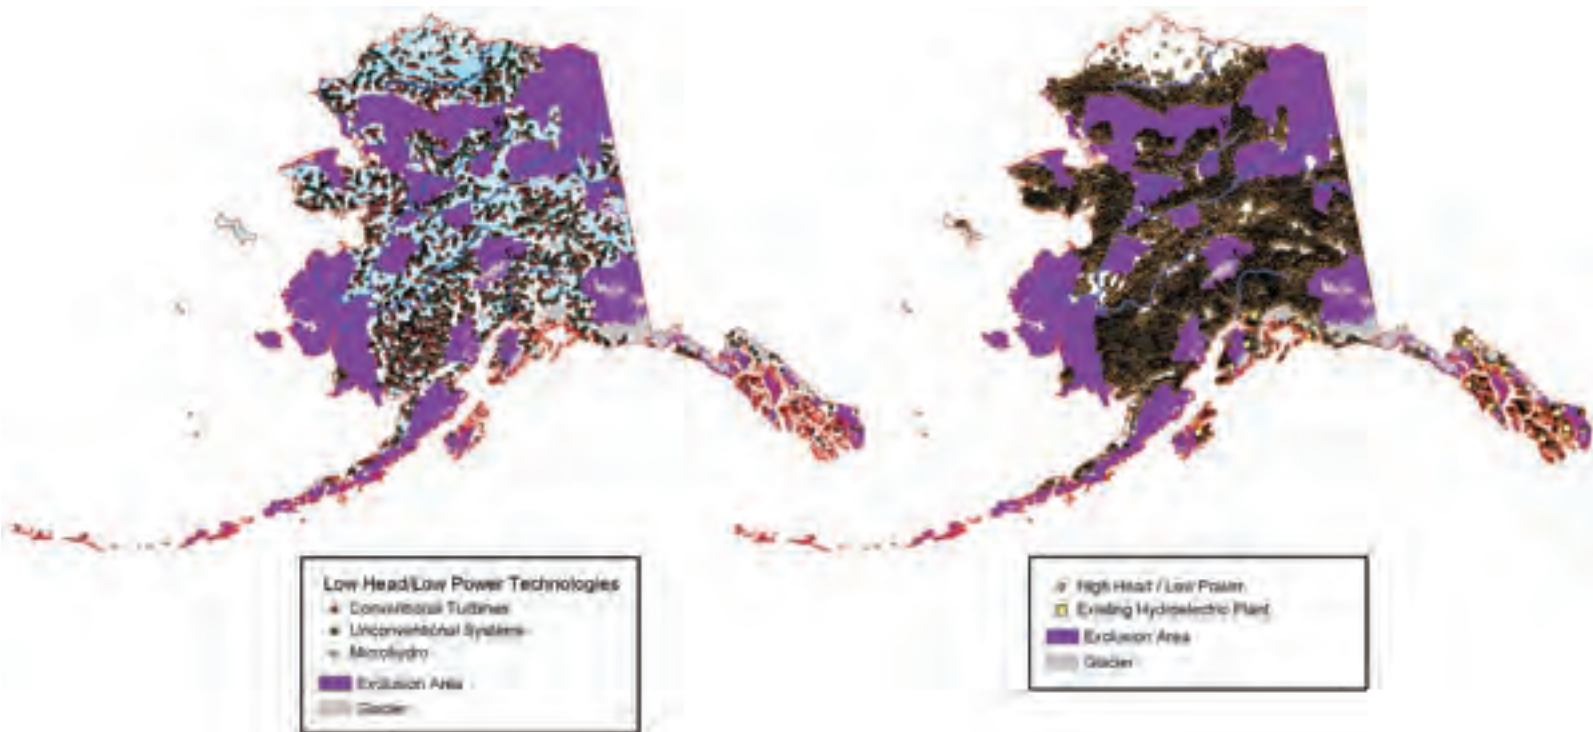 Low Head/Low Power Technologies
Conventional Turbines
Unconventional Systems
Microhydro
Exclusion Area
Glacier
High Head / Low Power
Existing Hydroelectric Plant
Exclusion Area
Glacier